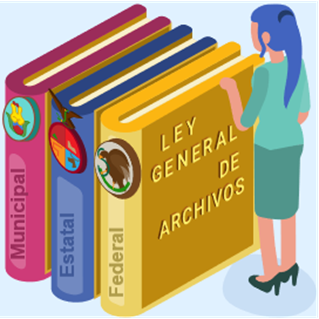 LEY
GENERAL
DE
ARCHIVOS
Municipal
Estatal
Federal